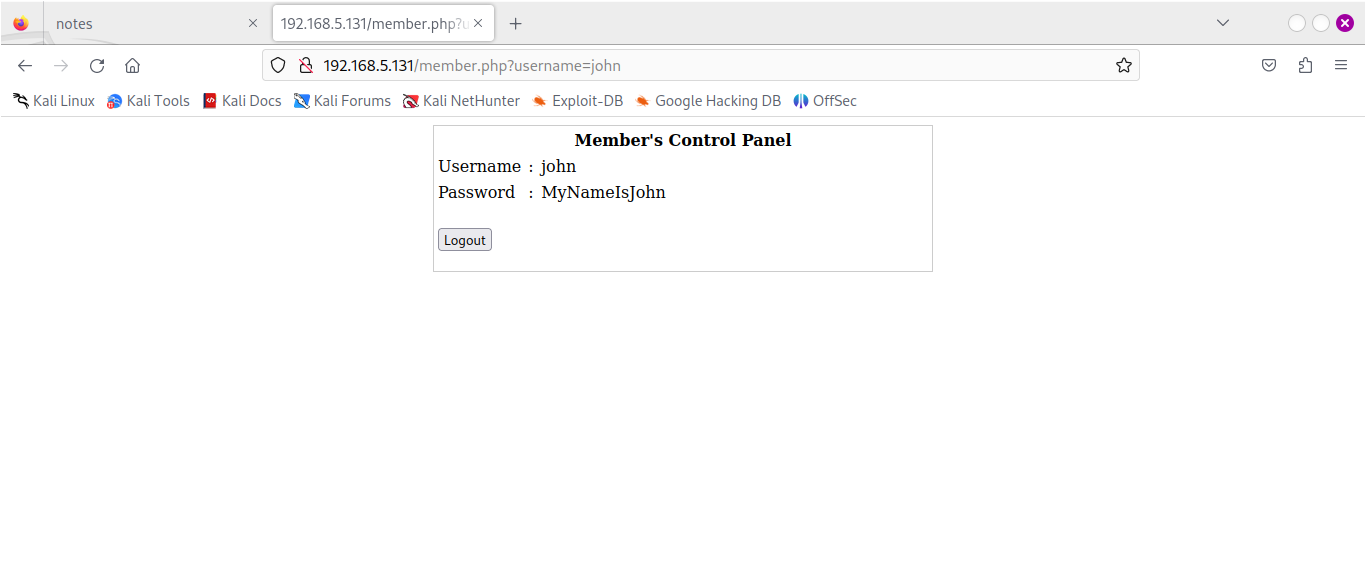 notes
192.168.5.131/member.php?u
192.168.5.131/member.php?username=john
Kali Linux Kali Tools Kali Docs Kali Forums Kali NetHunter Exploit-DB Google Hacking DB OffSec
Member's Control Panel
Username : john
Password : MyNameIsJohn
Logout